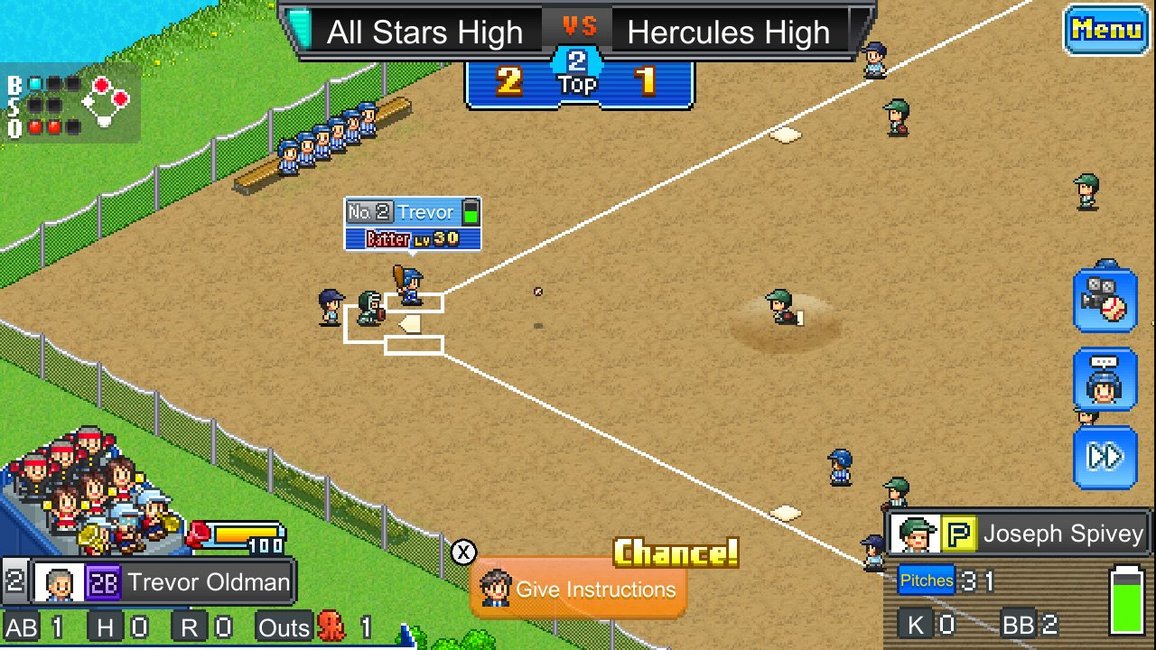 All Stars High VS Hercules High
Menu
2 2 1
Top
B
S
O
No. 2 Trevor
Batter Lv 30
100
Chance!
X
Give Instructions
2 2B Trevor Oldman
AB 1 H 0 R 0 Outs 1
P Joseph Spivey
Pitches 31
K 0 BB 2